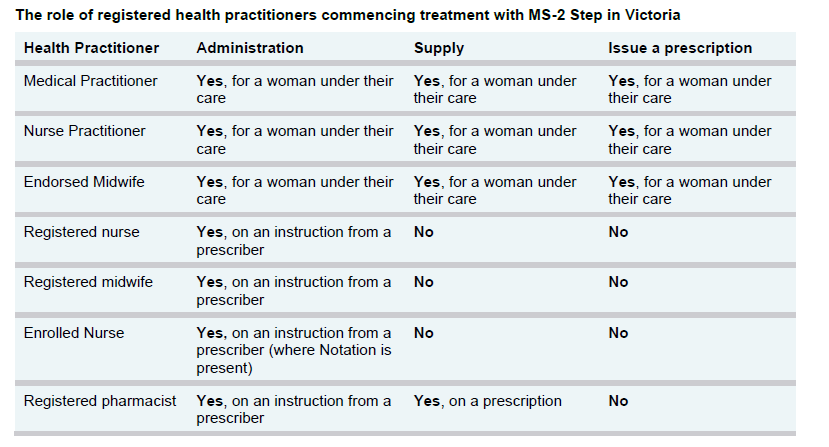 The role of registered health practitioners commencing treatment with MS-2 Step in Victoria
Health Practitioner Administration Supply Issue a prescription
Medical Practitioner Yes, for a woman under their Yes, for a woman under Yes, for a woman under
care their care their care
Nurse Practitioner Yes, for a woman under their Yes, for a woman under Yes, for a woman under
care their care their care
Endorsed Midwife Yes, for a woman under their Yes, for a woman under Yes, for a woman under
care their care their care
Registered nurse Yes, on an instruction from a No No
prescriber
Registered midwife Yes, on an instruction from a No No
prescriber
Enrolled Nurse Yes, on an instruction from a No No
prescriber (where Notation is
present)
Registered pharmacist Yes, on an instruction from a Yes, on a prescription No
prescriber